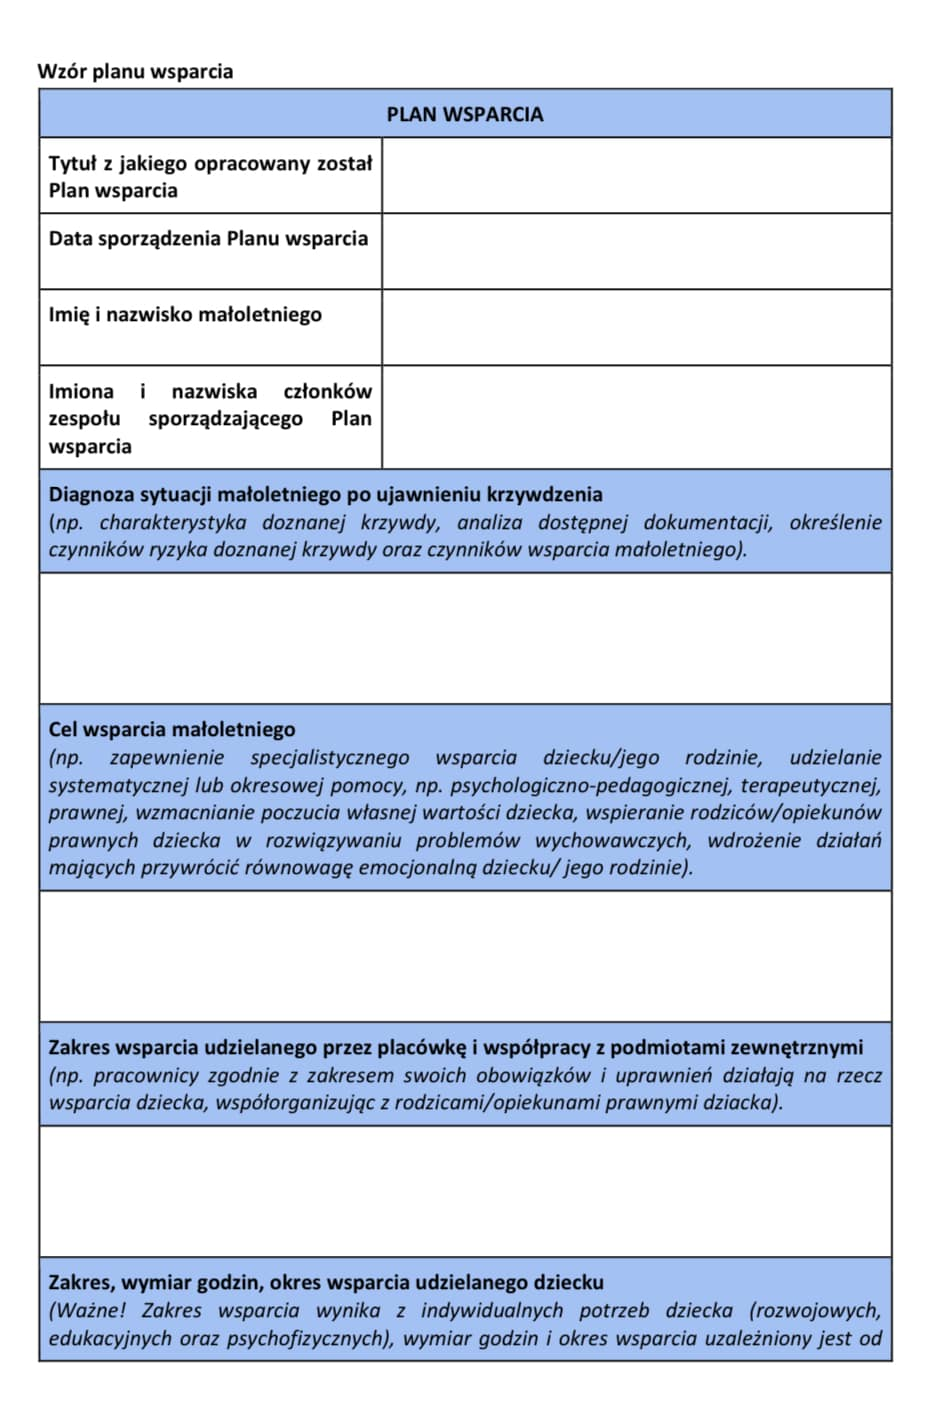 Wzór planu wsparcia
PLAN WSPARCIA
Tytuł z jakiego opracowany został
Plan wsparcia
Data sporządzenia Planu wsparcia
Imię i nazwisko małoletniego
Imiona i nazwiska członków
zespołu sporządzającego Plan
wsparcia
Diagnoza sytuacji małoletniego po ujawnieniu krzywdzenia
(np. charakterystyka doznanej krzywdy, analiza dostępnej dokumentacji, określenie
czynników ryzyka doznanej krzywdy oraz czynników wsparcia małoletniego).
Cel wsparcia małoletniego
(np. zapewnienie specjalistycznego wsparcia dziecku/jego rodzinie, udzielanie
systematycznej lub okresowej pomocy, np. psychologiczno-pedagogicznej, terapeutycznej,
prawnej, wzmacnianie poczucia własnej wartości dziecka, wspieranie rodziców/opiekunów
prawnych dziecka w rozwiązywaniu problemów wychowawczych, wdrożenie działań
mających przywrócić równowagę emocjonalną dziecku/ jego rodzinie).
Zakres wsparcia udzielanego przez placówkę i współpracy z podmiotami zewnętrznymi
(np. pracownicy zgodnie z zakresem swoich obowiązków i uprawnień działają na rzecz
wsparcia dziecka, współorganizując z rodzicami/opiekunami prawnymi dziacka).
Zakres, wymiar godzin, okres wsparcia udzielanego dziecku
(Ważne! Zakres wsparcia wynika z indywidualnych potrzeb dziecka (rozwojowych,
edukacyjnych oraz psychofizycznych), wymiar godzin i okres wsparcia uzależniony jest od